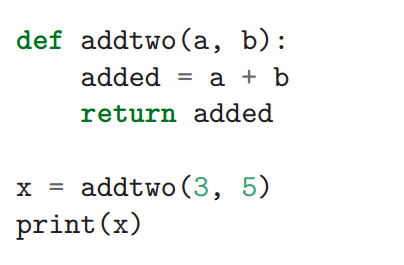 def addtwo(a, b):
    added = a + b
    return added

x = addtwo(3, 5)
print(x)